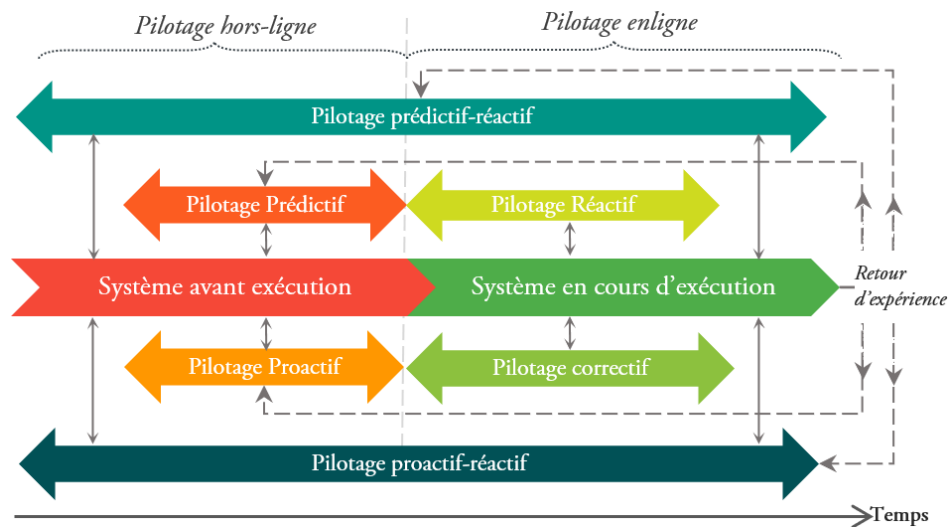 Pilotage hors-ligne
Pilotage enligne
Pilotage prédictif-réactif
Pilotage Prédictif
Pilotage Réactif
Système avant exécution
Système en cours d'exécution
Retour
d'expérience
Pilotage Proactif
Pilotage correctif
Pilotage proactif-réactif
Temps